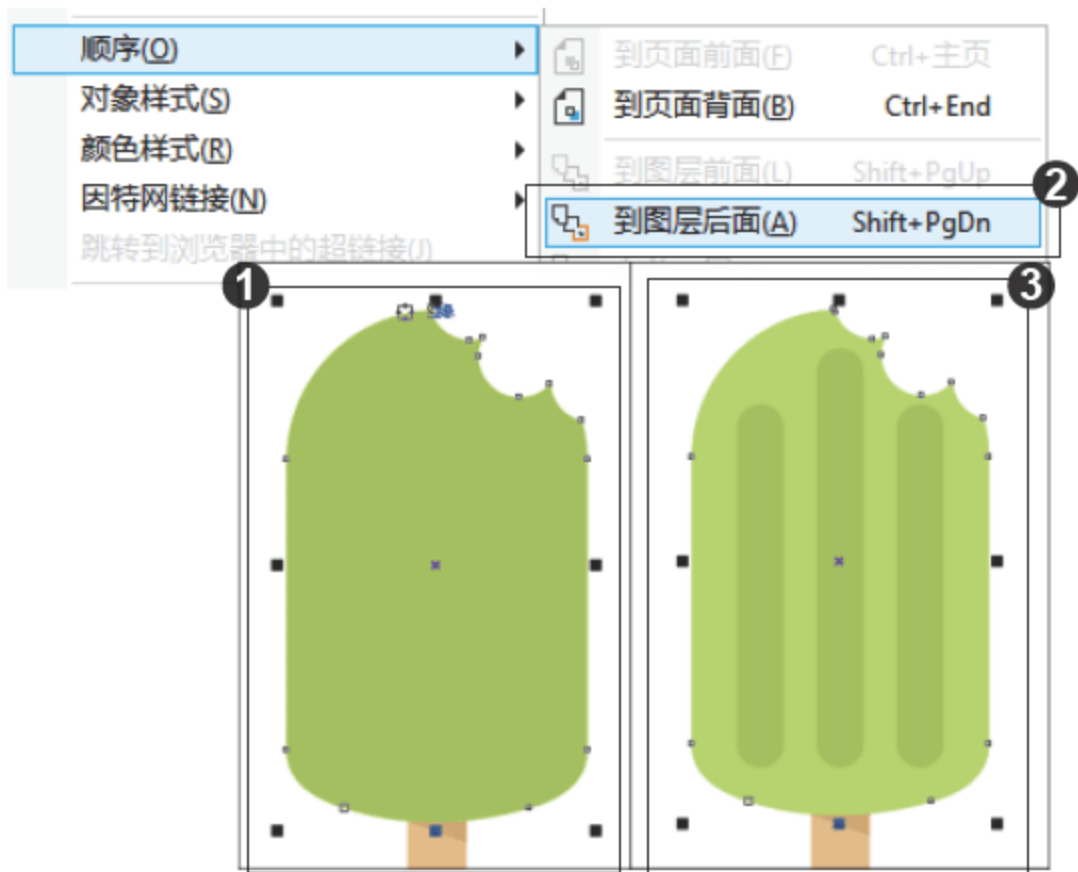 顺序(O)
对象样式(S)
颜色样式(R)
因特网链接(N)
跳转到浏览器中的超链接(J)
到页面前面(F) Ctrl+主页
到页面背面(B) Ctrl+End
到图层前面(L) Shift+PgUp
到图层后面(A) Shift+PgDn
2
1
3